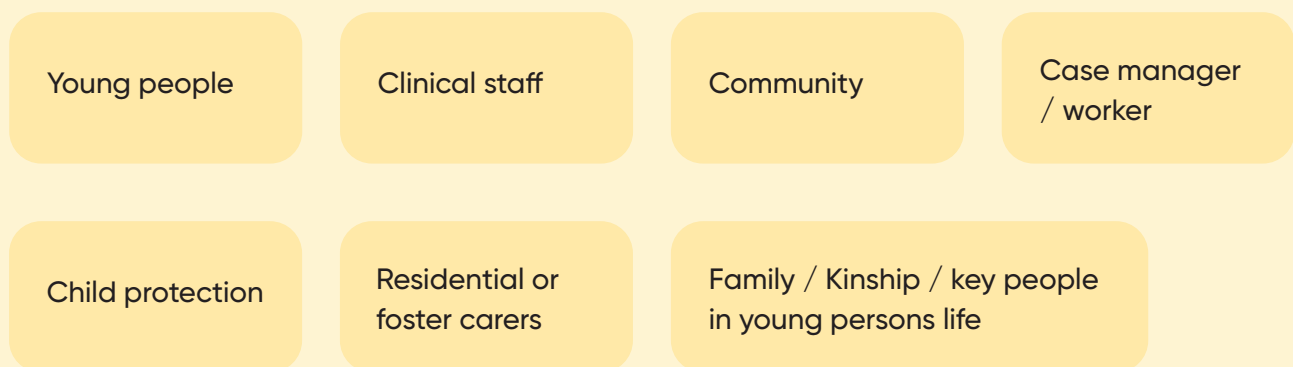 Young people
Clinical staff
Community
Case manager
/ worker
Child protection
Residential or
foster carers
Family / Kinship / key people
in young persons life